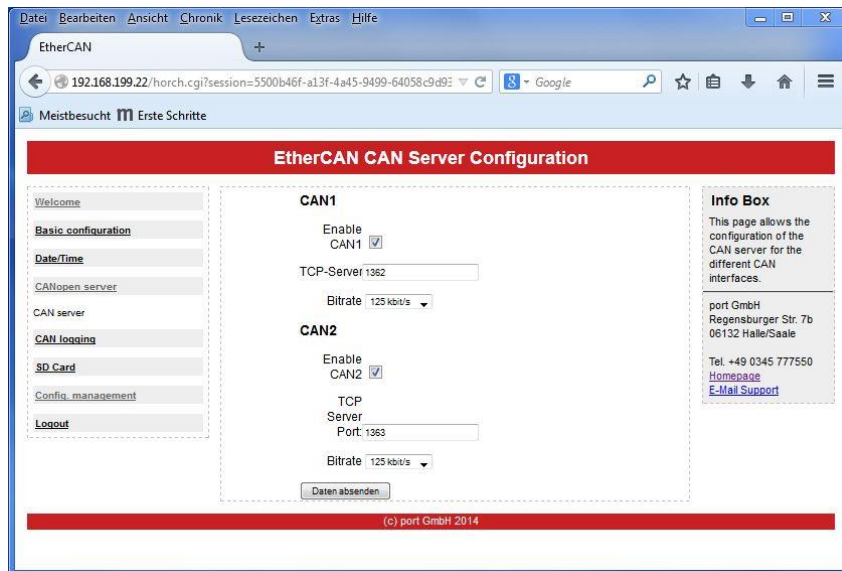 Datei Bearbeiten Ansicht Chronik Lesezeichen Extras Hilfe
EtherCAN
192.168.199.22/horch.cgi?session=5500b46f-a13f-4a45-9499-64058c9d93
Google
Meistbesucht
Erste Schritte
EtherCAN CAN Server Configuration
Welcome
Basic configuration
Date/Time
CANopen server
CAN server
CAN logging
SD Card
Config. management
Logout
CAN1
Enable
CAN1
TCP-Server 1362
Bitrate 125 kbit/s
CAN2
Enable
CAN2
TCP
Server
Port: 1363
Bitrate 125 kbit/s
Daten absenden
Info Box
This page allows the
configuration of the
CAN server for the
different CAN
interfaces.
port GmbH
Regensburger Str. 7b
06132 Halle/Saale
Tel. +49 0345 777550
Homepage
E-Mail Support
(c) port GmbH 2014